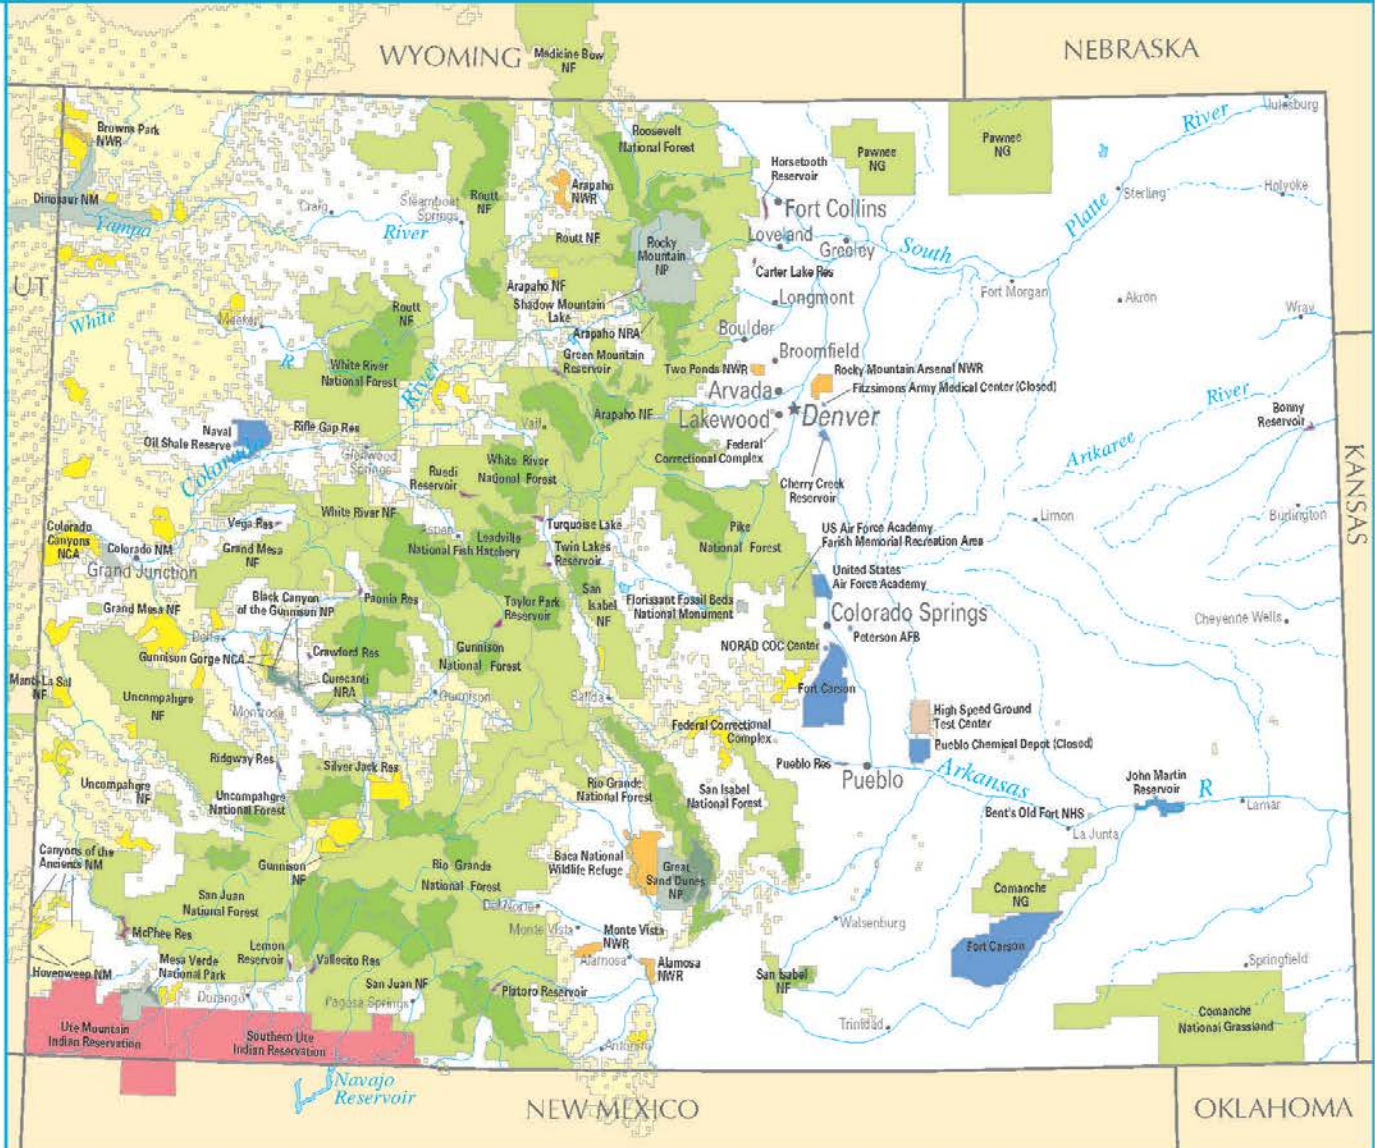 WYOMING
NEBRASKA
Medicine Bow
NF
Julesburg
River
Browns Park
NWR
Roosevelt
National Forest
Pawnee
NG
Pawnee
NG
Horsetooth
Reservoir
Arapaho
NWR
Routt
NF
Sterling
Holyoke
Dinosaur NM
Craig
Steamboat
Springs
Fort Collins
Platte
Yampa
River
Routt NF
Rocky
Mountain
NP
Loveland
Greeley
South
Carter Lake Res
UT
Arapaho NF
Shadow Mountain
Lake
Longmont
Fort Morgan
Akron
Wray
White
Meeker
Routt
NF
Arapaho NRA
Boulder
R
Green Mountain
Reservoir
Broomfield
White River
National Forest
Two Ponds NWR
Rocky Mountain Arsenal NWR
Fitzsimons Army Medical Center (Closed)
River
Arvada
River
Arapaho NF
Lakewood
Denver
Bonny
Reservoir
Naval
Oil Shale Reserve
Rifle Gap Res
Vail
Federal
Correctional Complex
Arikaree
KANSAS
Colorado
Glenwood
Springs
Ruedi
Reservoir
White River
National Forest
Cherry Creek
Reservoir
White River NF
Colorado
Canyons
NCA
Vega Res
Aspen
Leadville
National Fish Hatchery
Turquoise Lake
Pike
National Forest
US Air Force Academy
Farish Memorial Recreation Area
Limon
Burlington
Colorado NM
Grand Junction
Grand Mesa
NF
Twin Lakes
Reservoir
United States
Air Force Academy
Black Canyon
of the Gunnison NP
Paonia Res
Taylor Park
Reservoir
San
Isabel
NF
Florissant Fossil Beds
National Monument
Colorado Springs
Grand Mesa NF
Peterson AFB
Cheyenne Wells
Delta
Gunnison Gorge NCA
Crawford Res
Gunnison
National Forest
NORAD COC Center
Manti-La Sal
NF
Uncompahgre
NF
Curecanti
NRA
Gunnison
Salida
Fort Carson
Montrose
High Speed Ground
Test Center
Federal Correctional
Complex
Pueblo Chemical Depot (Closed)
Ridgway Res
Silver Jack Res
Pueblo Res
Pueblo
Arkansas
John Martin
Reservoir
R
Uncompahgre
NF
Uncompahgre
National Forest
Rio Grande
National Forest
San Isabel
National Forest
Bent's Old Fort NHS
Lamar
La Junta
Canyons of the
Ancients NM
Gunnison
NF
Rio Grande
National Forest
Baca National
Wildlife Refuge
Great
Sand Dunes
NP
Comanche
NG
San Juan
National Forest
Del Norte
Walsenburg
McPhee Res
Monte Vista
Monte Vista
NWR
Fort Carson
Lemon
Reservoir
Vallecito Res
Alamosa
Alamosa
NWR
Hovenweep NM
Mesa Verde
National Park
San Juan NF
Platoro Reservoir
San Isabel
NF
Springfield
Durango
Pagosa Springs
Comanche
National Grassland
Ute Mountain
Indian Reservation
Southern Ute
Indian Reservation
Trinidad
Antonito
Navajo
Reservoir
NEW MEXICO
OKLAHOMA